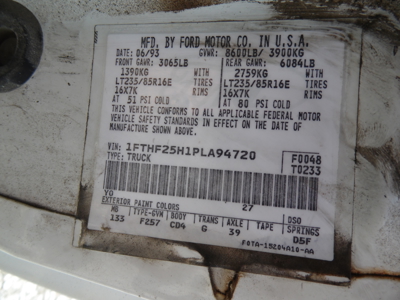 MFD. BY FORD MOTOR CO. IN U.S.A.
DATE: 06/93 GVWR: 8600LB/ 3900KG
FRONT GAWR: 3065LB REAR GAWR: 6084LB
1390KG WITH 2759KG WITH
LT235/85R16E TIRES LT235/85R16E TIRES
16X7K RIMS 16X7K RIMS
AT 51 PSI COLD AT 80 PSI COLD
THIS VEHICLE CONFORMS TO ALL APPLICABLE FEDERAL MOTOR
VEHICLE SAFETY STANDARDS IN EFFECT ON THE DATE OF
MANUFACTURE SHOWN ABOVE.
VIN: 1FTHF25H1PLA94720 F0048
TYPE: TRUCK T0233
YO 27
EXTERIOR PAINT COLORS DSO
WB TYPE-GVW BODY TRANS AXLE TAPE SPRINGS
133 F257 CD4 G 39 D5F
F0TA-15204A10-AA